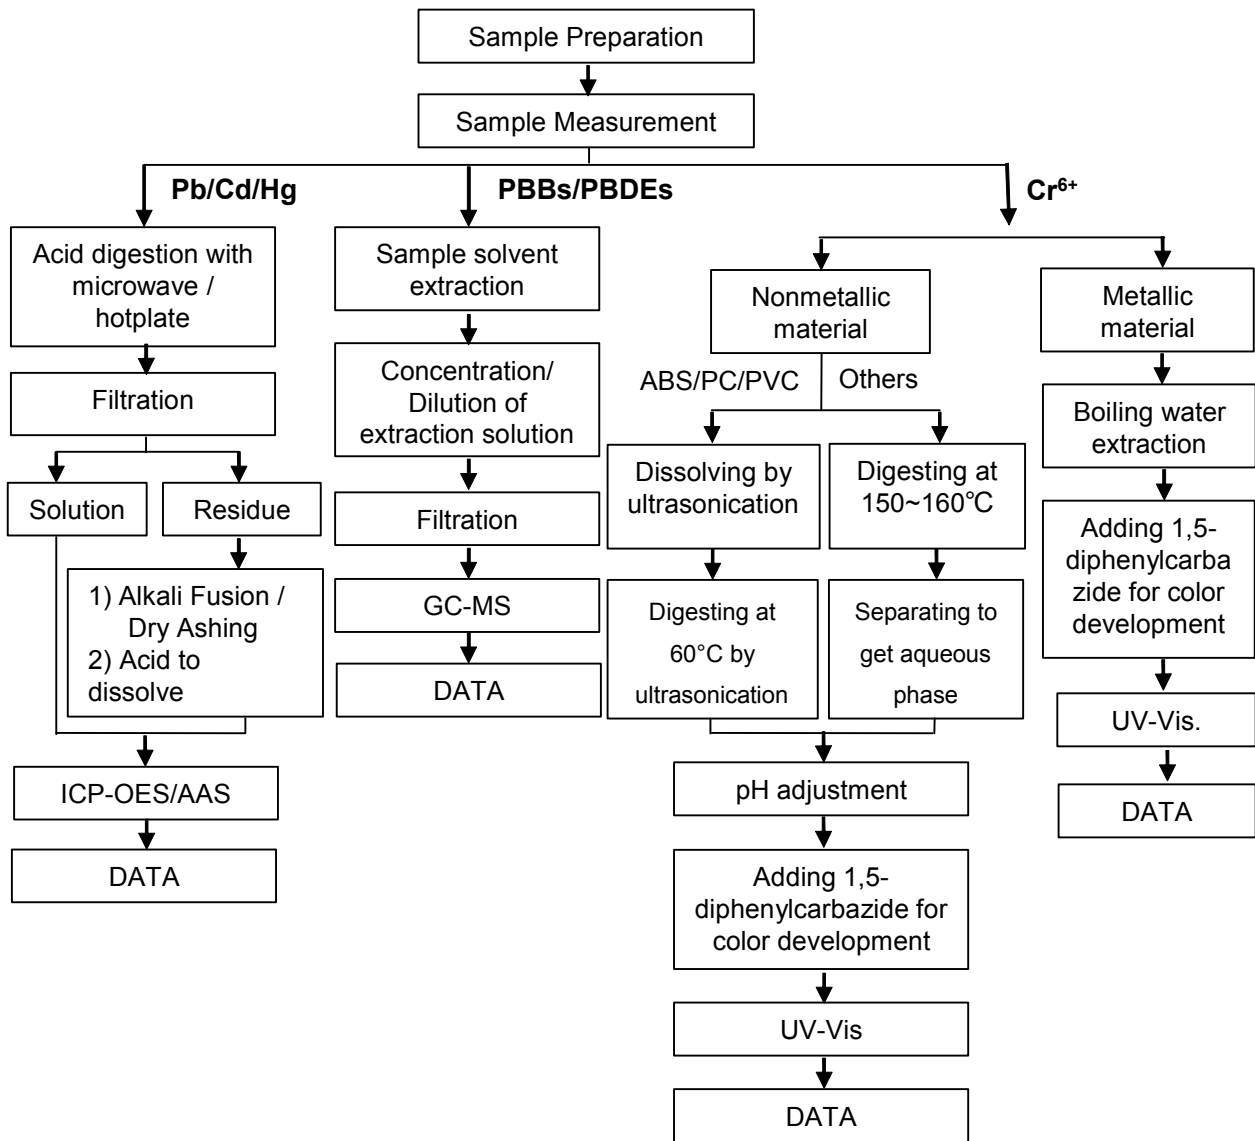 Sample Preparation
Sample Measurement
Pb/Cd/Hg
PBBs/PBDEs
Cr⁶⁺
Acid digestion with
microwave /
hotplate
Filtration
Solution
Residue
1) Alkali Fusion /
Dry Ashing
2) Acid to
dissolve
ICP-OES/AAS
DATA
Sample solvent
extraction
Concentration/
Dilution of
extraction solution
Filtration
GC-MS
DATA
Nonmetallic
material
ABS/PC/PVC
Others
Dissolving by
ultrasonication
Digesting at
60°C by
ultrasonication
Digesting at
150~160℃
Separating to
get aqueous
phase
pH adjustment
Adding 1,5-
diphenylcarbazide for
color development
UV-Vis
DATA
Metallic
material
Boiling water
extraction
Adding 1,5-
diphenylcarba
zide for color
development
UV-Vis.
DATA